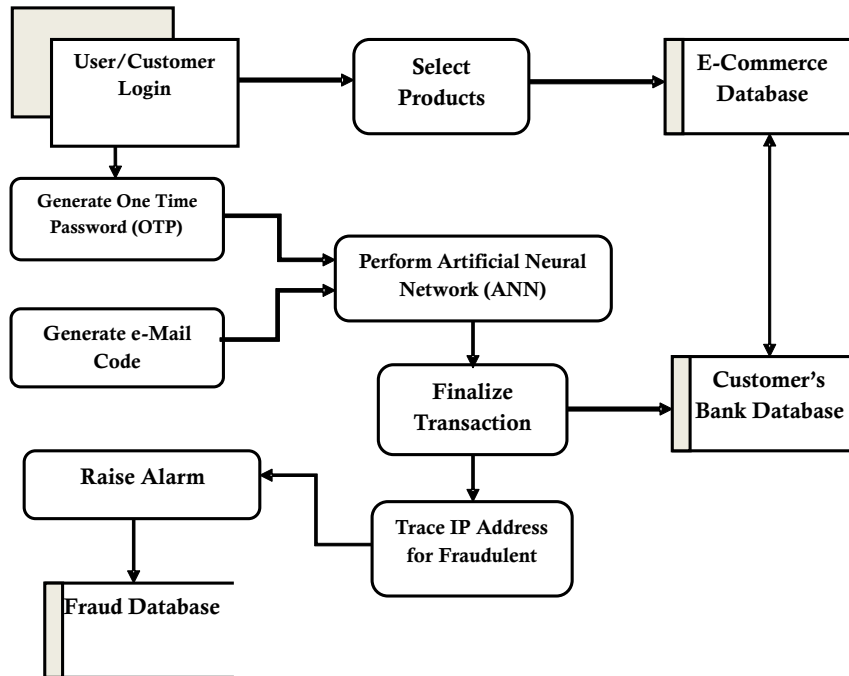 User/Customer
Login
Select
Products
E-Commerce
Database
Generate One Time
Password (OTP)
Perform Artificial Neural
Network (ANN)
Generate e-Mail
Code
Finalize
Transaction
Customer’s
Bank Database
Raise Alarm
Trace IP Address
for Fraudulent
Fraud Database